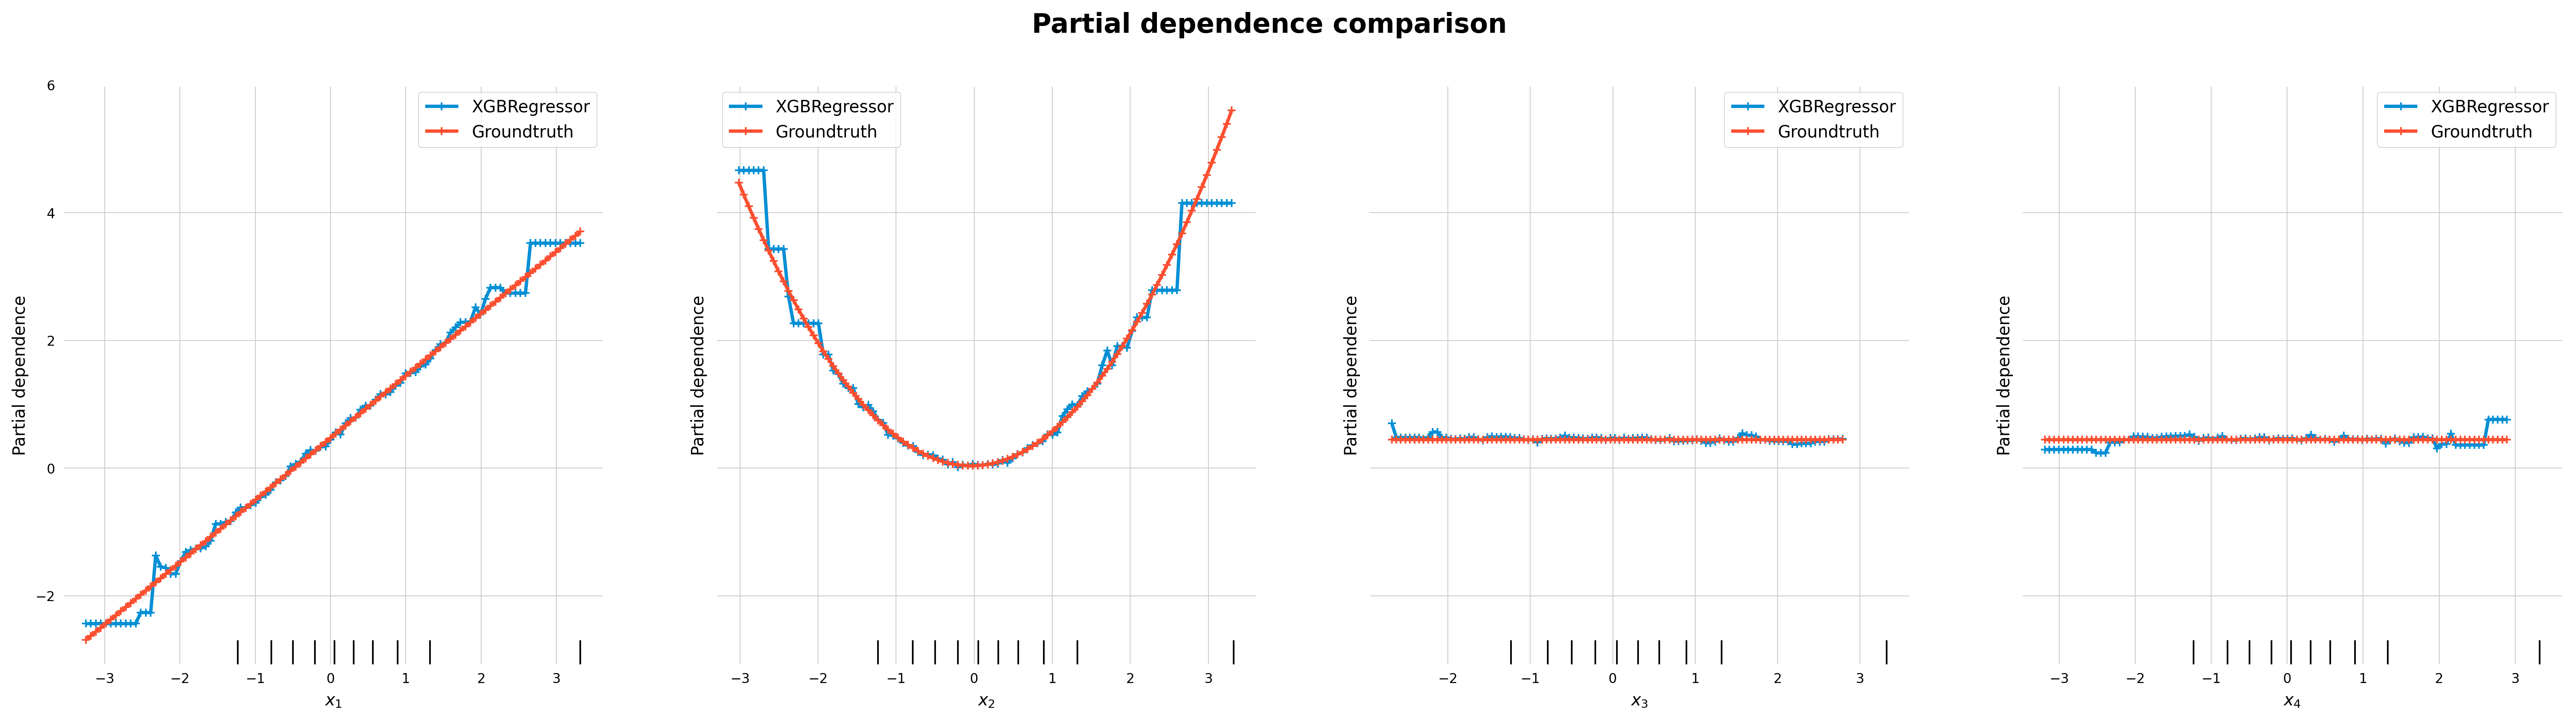 Partial dependence comparison
6
4
2
0
−2
Partial dependence
XGBRegressor
Groundtruth
−3 −2 −1 0 1 2 3
x1
Partial dependence
XGBRegressor
Groundtruth
−3 −2 −1 0 1 2 3
x2
Partial dependence
XGBRegressor
Groundtruth
−2 −1 0 1 2 3
x3
Partial dependence
XGBRegressor
Groundtruth
−3 −2 −1 0 1 2 3
x4